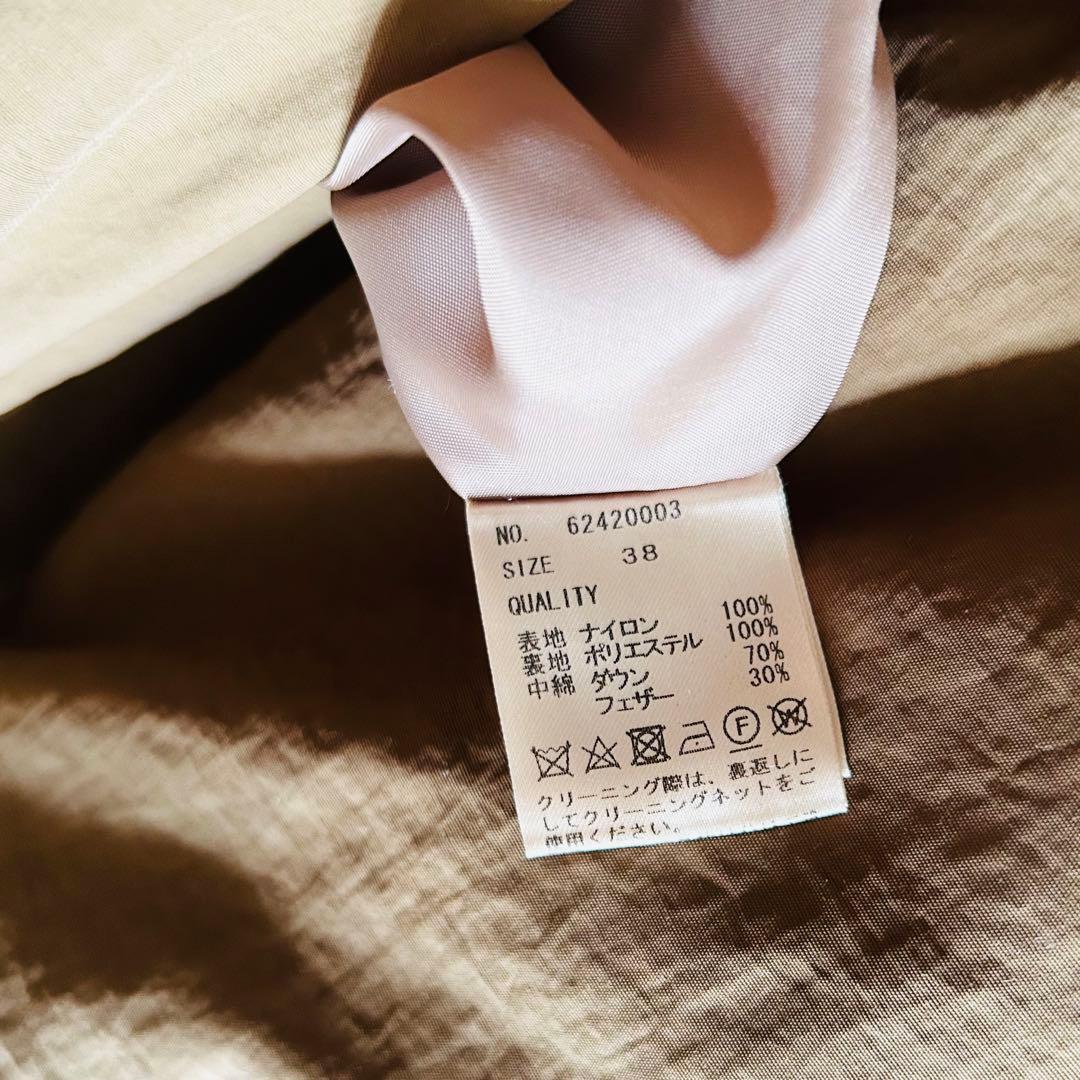 NO. 62420003
SIZE 38
QUALITY
表地 ナイロン 100%
裏地 ポリエステル 100%
中綿 ダウン 70%
フェザー 30%
F W
クリーニング際は、裏返しに
してクリーニングネットをご
使用ください。